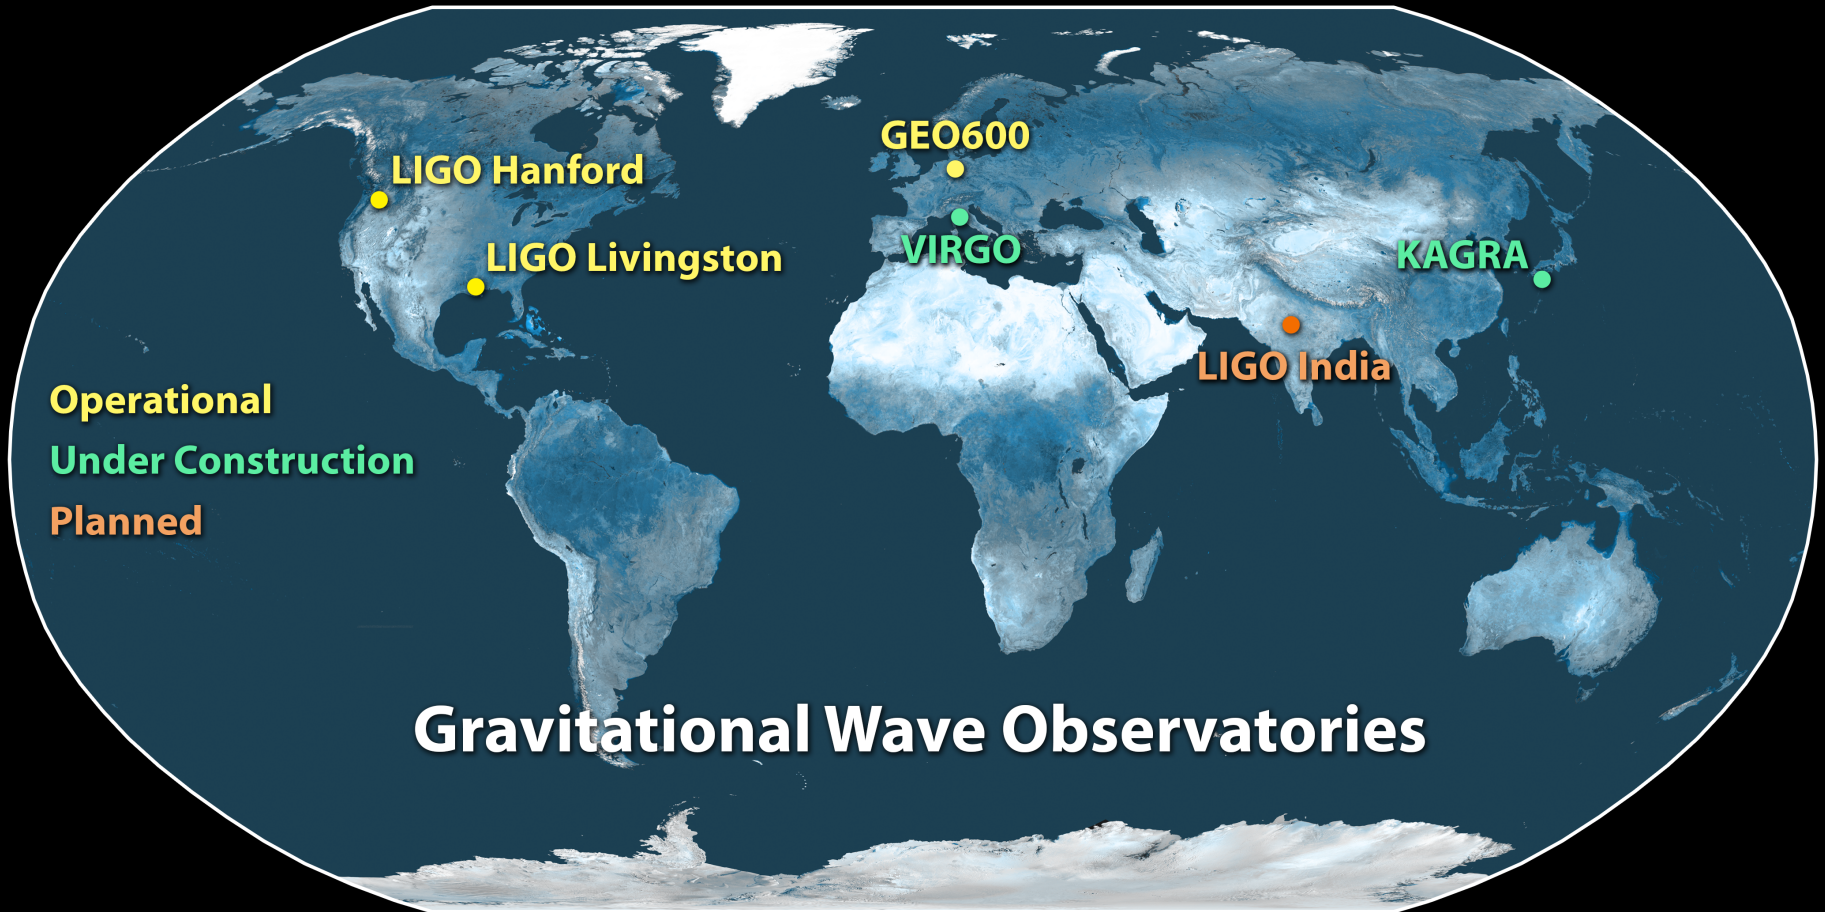 GEO600
LIGO Hanford
LIGO Livingston
VIRGO
KAGRA
LIGO India
Operational
Under Construction
Planned
Gravitational Wave Observatories